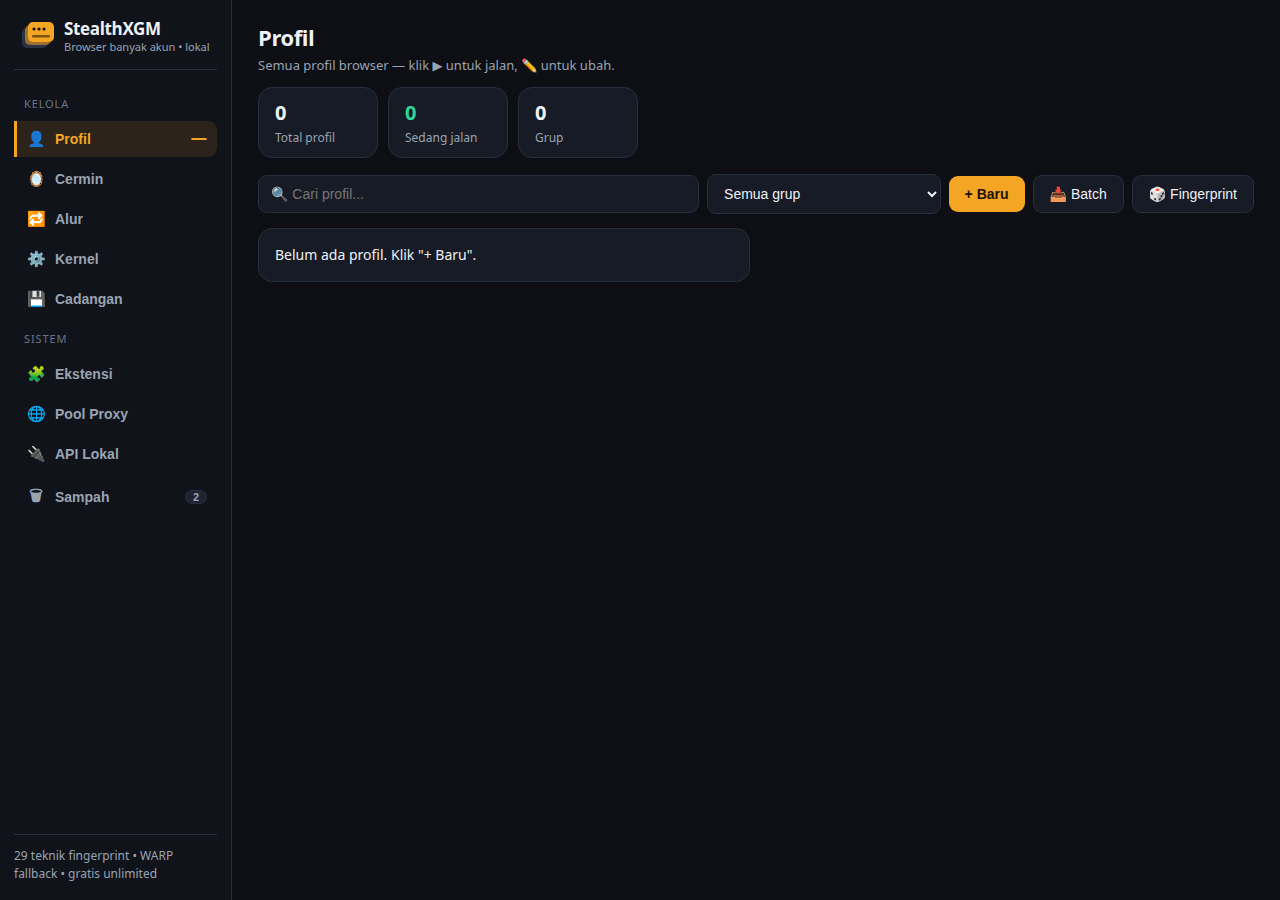 StealthXGM
Browser banyak akun • lokal
KELOLA
👤 Profil —
🪞 Cermin
🔁 Alur
⚙️ Kernel
💾 Cadangan
SISTEM
🧩 Ekstensi
🌐 Pool Proxy
🔌 API Lokal
🗑 Sampah 2
29 teknik fingerprint • WARP
fallback • gratis unlimited
Profil
Semua profil browser — klik ▶ untuk jalan, ✏️ untuk ubah.
0
Total profil
0
Sedang jalan
0
Grup
🔍 Cari profil...
Semua grup
+ Baru
📥 Batch
🎲 Fingerprint
Belum ada profil. Klik "+ Baru".